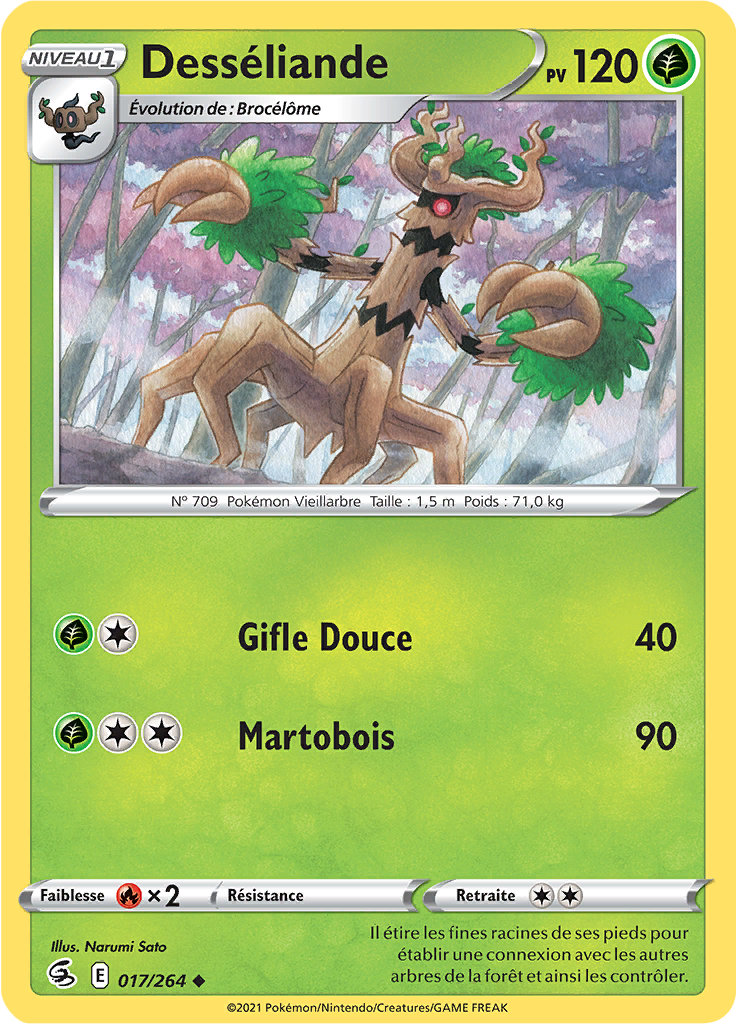 NIVEAU 1
Desséliande
PV 120
Évolution de : Brocélôme
N° 709 Pokémon Vieillarbre Taille : 1,5 m Poids : 71,0 kg
Gifle Douce 40
Martobois 90
Faiblesse ×2 Résistance Retraite
Illus. Narumi Sato
Il étire les fines racines de ses pieds pour
établir une connexion avec les autres
arbres de la forêt et ainsi les contrôler.
E 017/264
©2021 Pokémon/Nintendo/Creatures/GAME FREAK